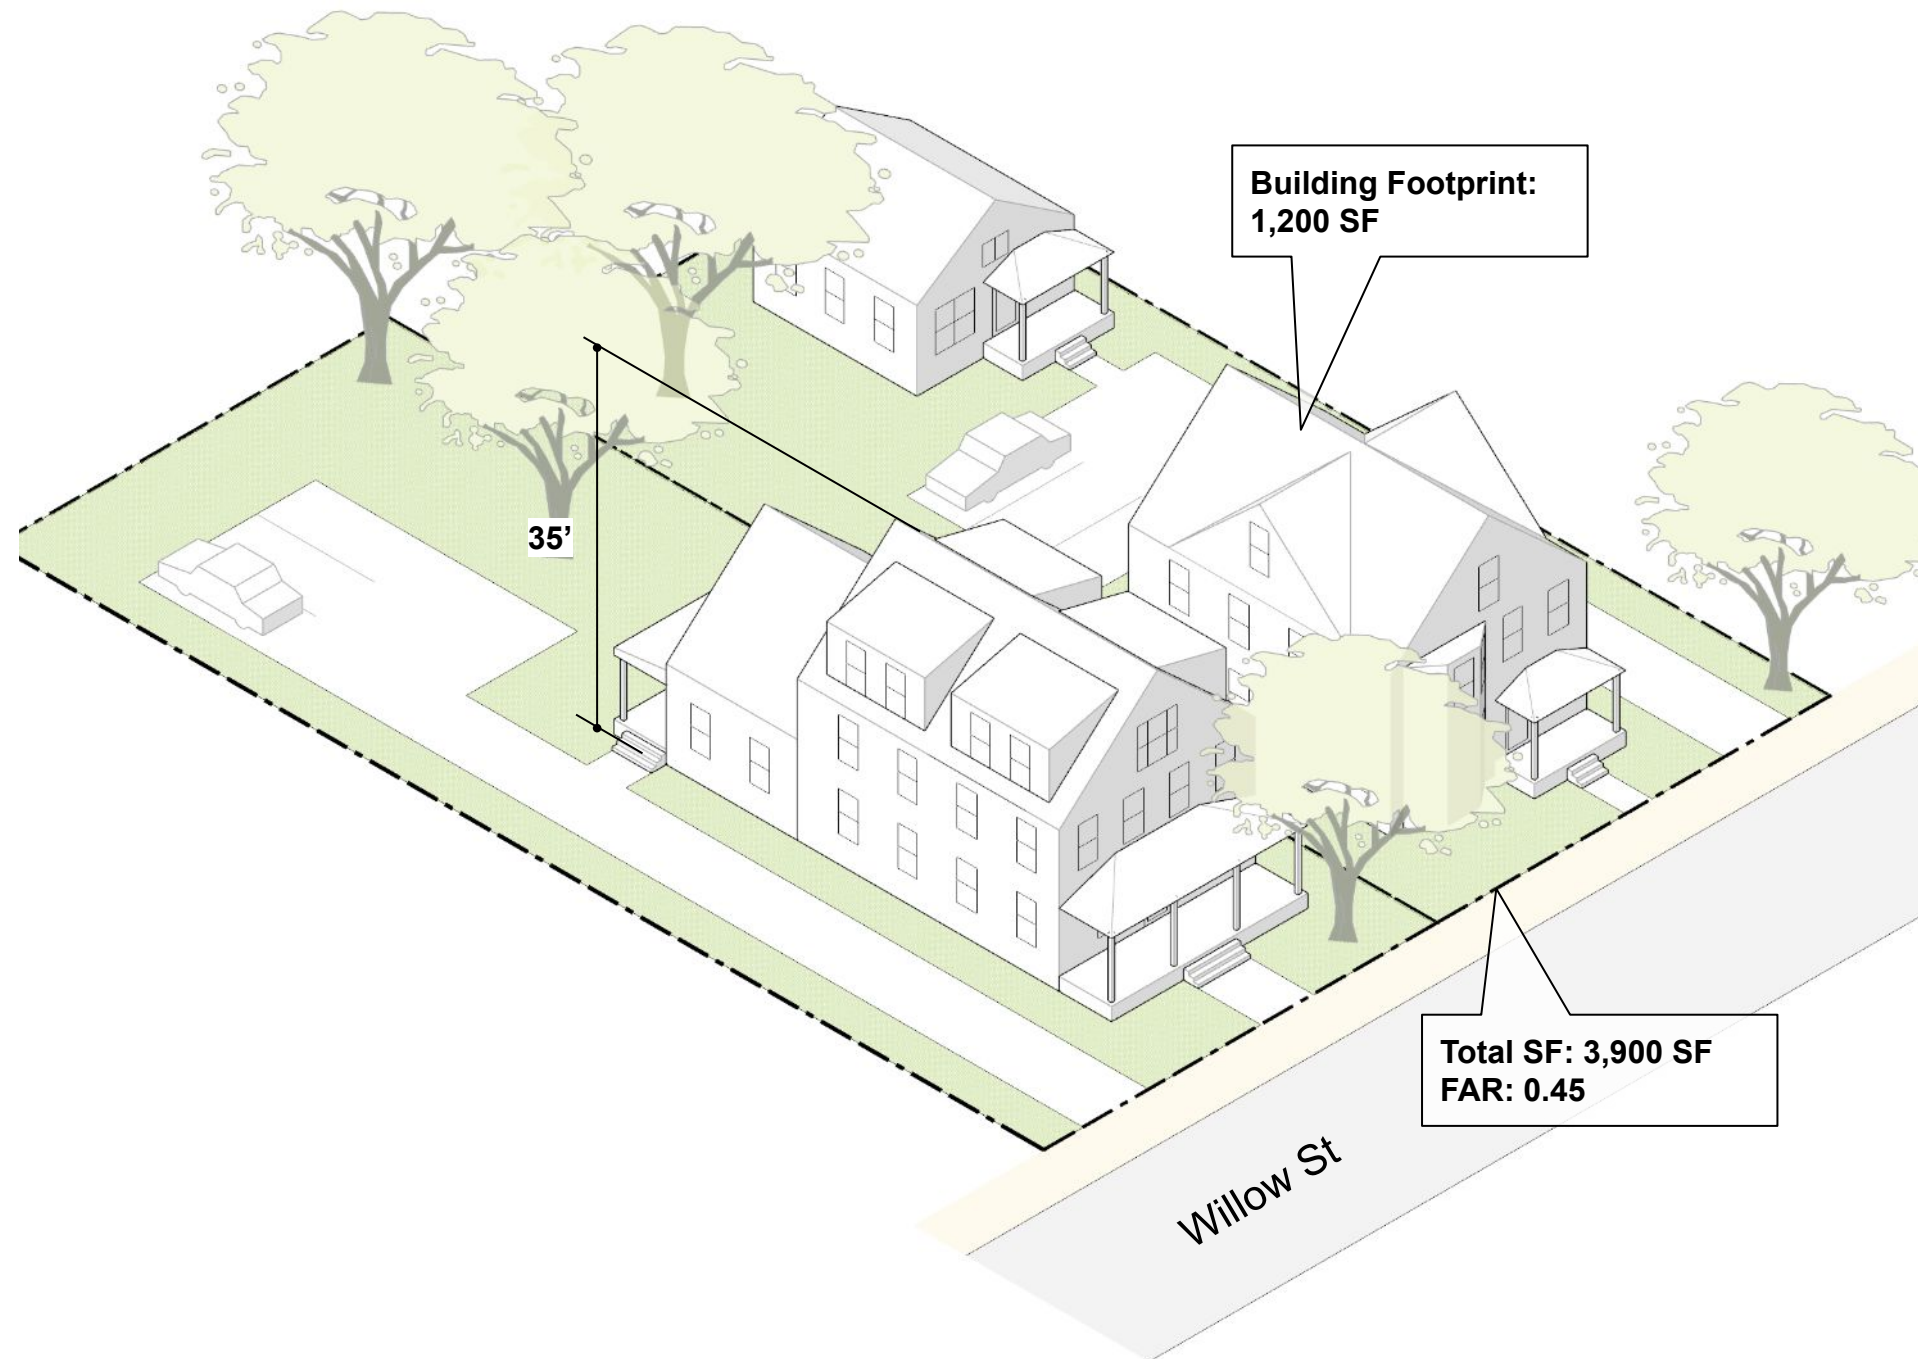 Building Footprint:
1,200 SF
35’
Total SF: 3,900 SF
FAR: 0.45
Willow St